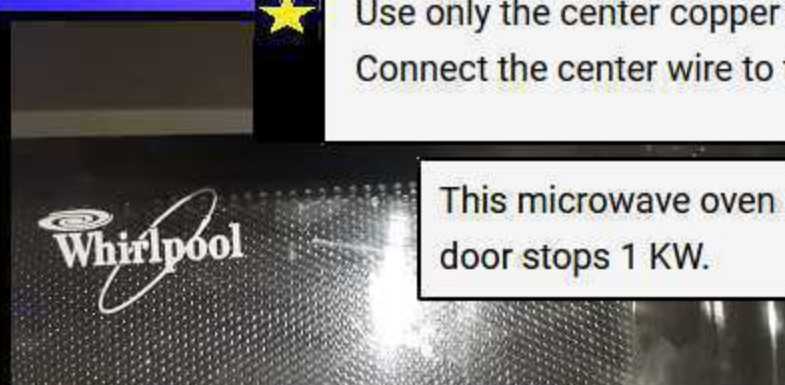 Use only the center copper
Connect the center wire to
Whirlpool
This microwave oven
door stops 1 KW.